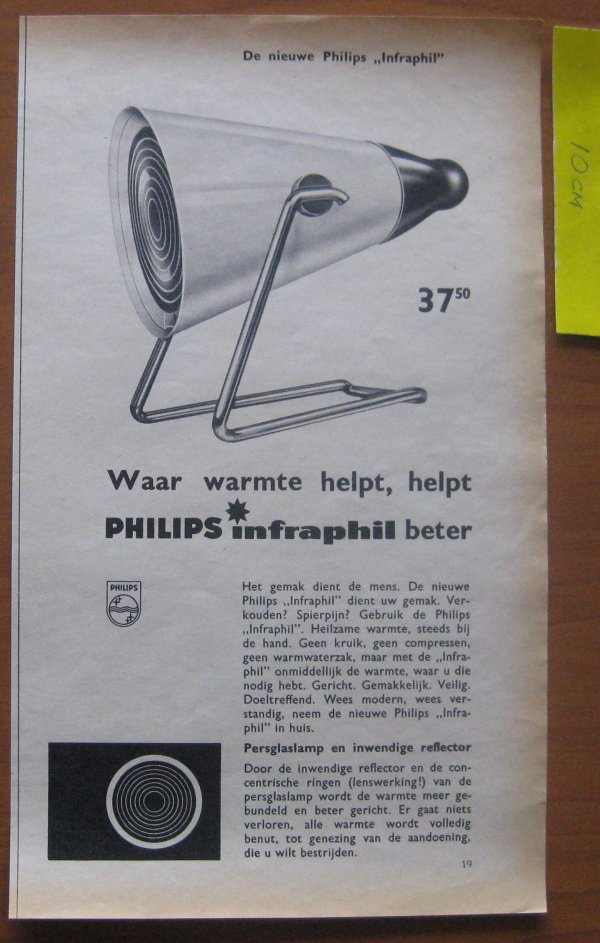 De nieuwe Philips „Infraphil”
10cm
37⁵⁰
Waar warmte helpt, helpt
PHILIPS infraphil beter
PHILIPS
Het gemak dient de mens. De nieuwe
Philips „Infraphil” dient uw gemak. Ver-
kouden? Spierpijn? Gebruik de Philips
„Infraphil”. Heilzame warmte, steeds bij
de hand. Geen kruik, geen compressen,
geen warmwaterzak, maar met de „Infra-
phil” onmiddellijk de warmte, waar u die
nodig hebt. Gericht. Gemakkelijk. Veilig.
Doeltreffend. Wees modern, wees ver-
standig, neem de nieuwe Philips „Infra-
phil” in huis.
Persglaslamp en inwendige reflector
Door de inwendige reflector en de con-
centrische ringen (lenswerking!) van de
persglaslamp wordt de warmte meer ge-
bundeld en beter gericht. Er gaat niets
verloren, alle warmte wordt volledig
benut, tot genezing van de aandoening,
die u wilt bestrijden.
19